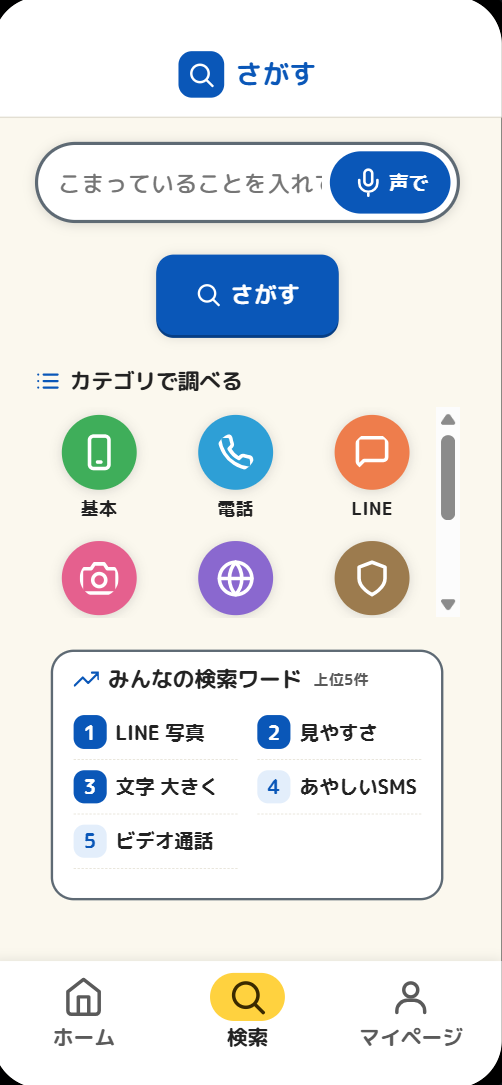 さがす
こまっていることを入れて
声で
さがす
カテゴリで調べる
基本
電話
LINE
みんなの検索ワード 上位5件
1 LINE 写真
2 見やすさ
3 文字 大きく
4 あやしいSMS
5 ビデオ通話
ホーム
検索
マイページ